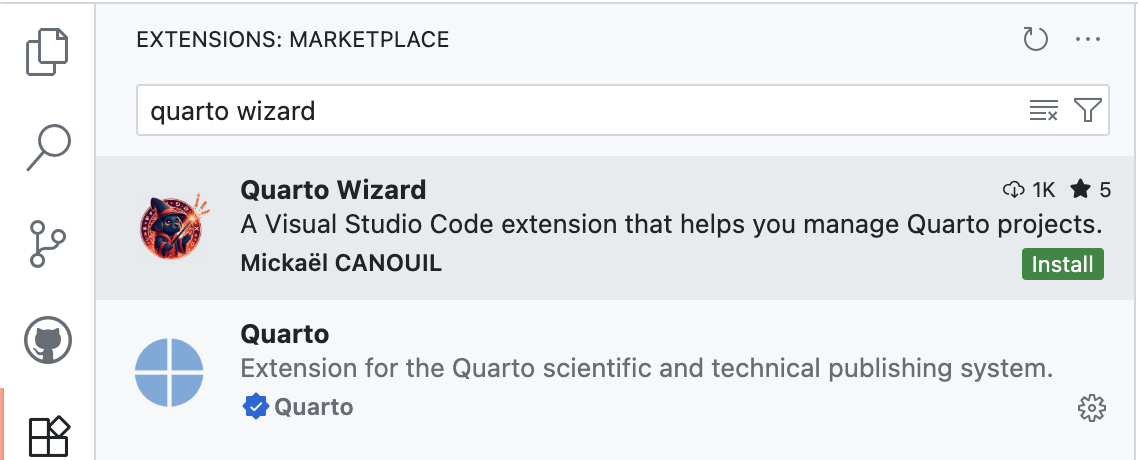 EXTENSIONS: MARKETPLACE
quarto wizard
Quarto Wizard 1K 5
A Visual Studio Code extension that helps you manage Quarto projects.
Mickaël CANOUIL Install
Quarto
Extension for the Quarto scientific and technical publishing system.
Quarto